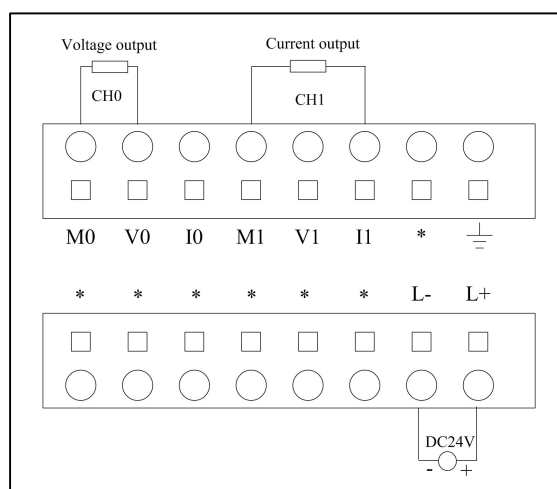 Voltage output Current output
CH0 CH1
M0 V0 I0 M1 V1 I1 *
* * * * * * L- L+
DC24V
- +